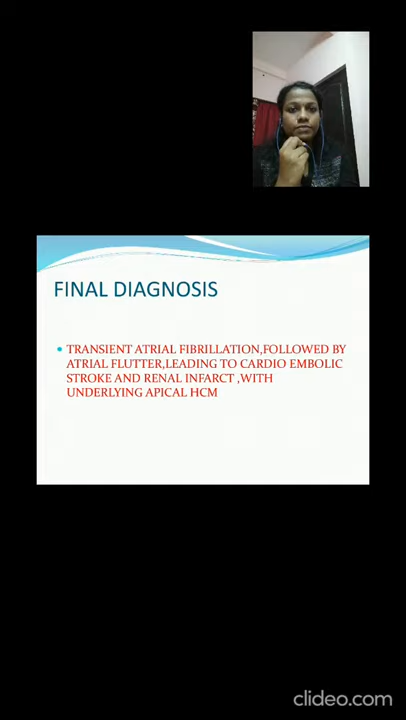 FINAL DIAGNOSIS
TRANSIENT ATRIAL FIBRILLATION,FOLLOWED BY
ATRIAL FLUTTER,LEADING TO CARDIO EMBOLIC
STROKE AND RENAL INFARCT ,WITH
UNDERLYING APICAL HCM
clideo.com